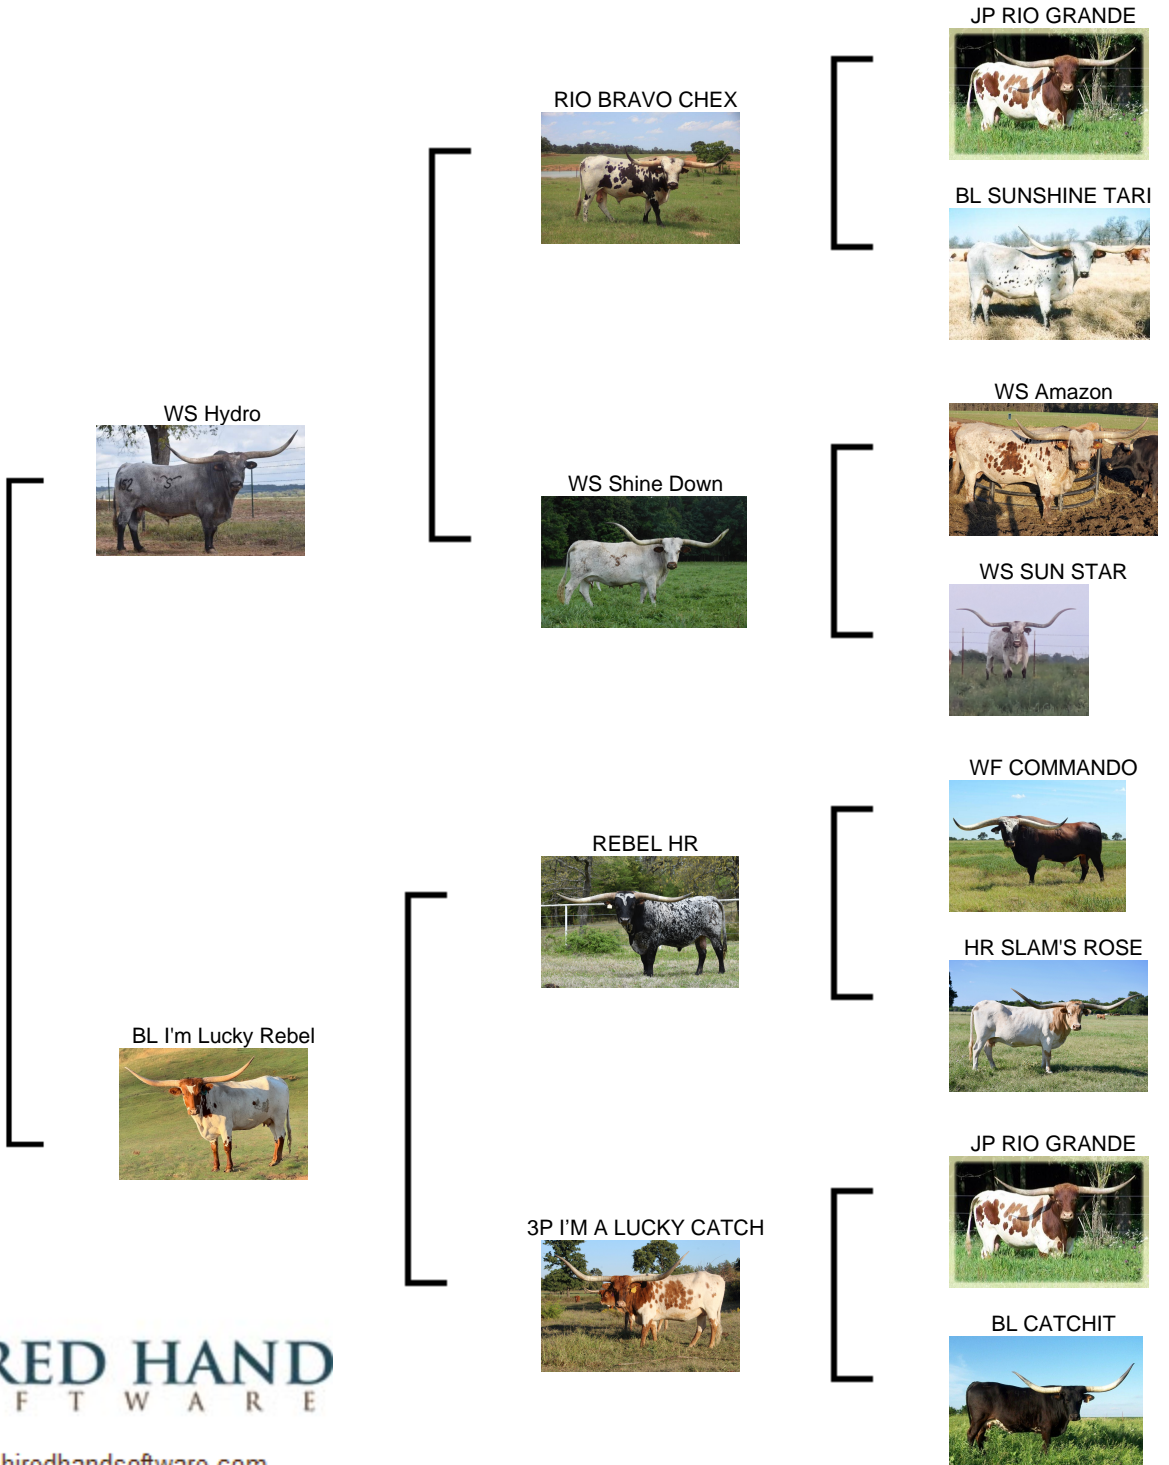 JP RIO GRANDE
RIO BRAVO CHEX
BL SUNSHINE TARI
WS Amazon
WS Hydro
WS Shine Down
WS SUN STAR
WF COMMANDO
REBEL HR
HR SLAM'S ROSE
BL I'm Lucky Rebel
JP RIO GRANDE
3P I’M A LUCKY CATCH
BL CATCHIT
RED HAND
F T W A R E
hiredhandsoftware.com